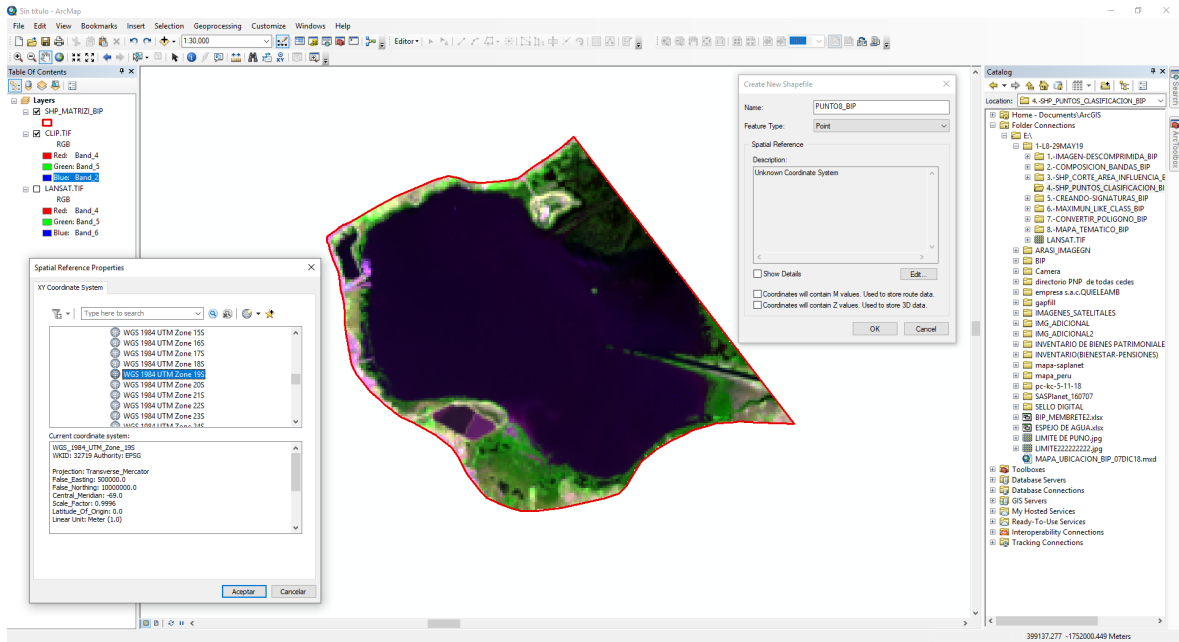 Sin título - ArcMap
File Edit View Bookmarks Insert Selection Geoprocessing Customize Windows Help
1:30,000
Editor
Table Of Contents
Layers
SHP_MATRIZI_BIP
CLIP.TIF
RGB
Red: Band_4
Green: Band_5
Blue: Band_2
LANSAT.TIF
RGB
Red: Band_4
Green: Band_5
Blue: Band_6
Spatial Reference Properties
XY Coordinate System
Type here to search
WGS 1984 UTM Zone 15S
WGS 1984 UTM Zone 16S
WGS 1984 UTM Zone 17S
WGS 1984 UTM Zone 18S
WGS 1984 UTM Zone 19S
WGS 1984 UTM Zone 20S
WGS 1984 UTM Zone 21S
WGS 1984 UTM Zone 22S
WGS 1984 UTM Zone 23S
WGS 1984 UTM Zone 24S
Current coordinate system:
WGS_1984_UTM_Zone_19S
WKID: 32719 Authority: EPSG
Projection: Transverse_Mercator
False_Easting: 500000.0
False_Northing: 10000000.0
Central_Meridian: -69.0
Scale_Factor: 0.9996
Latitude_Of_Origin: 0.0
Linear Unit: Meter (1.0)
Aceptar Cancelar
Create New Shapefile
Name: PUNTO8_BIP
Feature Type: Point
Spatial Reference
Description:
Unknown Coordinate System
Show Details Edit...
Coordinates will contain M values. Used to store route data.
Coordinates will contain Z values. Used to store 3D data.
OK Cancel
Catalog
Location: 4.-SHP_PUNTOS_CLASIFICACION_BIP
Home - Documents\ArcGIS
Folder Connections
E:\
1-L8-29MAY19
1.-IMAGEN-DESCOMPRIMIDA_BIP
2.-COMPOSICION_BANDAS_BIP
3.-SHP_CORTE_AREA_INFLUENCIA_E
4.-SHP_PUNTOS_CLASIFICACION_BI
5.-CREANDO-SIGNATURAS_BIP
6.-MAXIMUN_LIKE_CLASS_BIP
7.-CONVERTIR_POLIGONO_BIP
8.-MAPA_TEMATICO_BIP
LANSAT.TIF
ARASI_IMAGEGN
BIP
Camera
directorio PNP de todas cedes
empresa s.a.c.QUIELEAMB
gapfill
IMAGENES_SATELITALES
IMG_ADICIONAL
IMG_ADICIONAL2
INVENTARIO DE BIENES PATRIMONIALE
INVENTARIO(BIENESTAR-PENSIONES)
mapa-saplanet
mapa_peru
pc-kc-5-11-18
SASPlanet_160707
SELLO DIGITAL
BIP_MEMBRETE2.xlsx
ESPEJO DE AGUA.xlsx
LIMITE DE PUNO.jpg
LIMITE222222222.jpg
MAPA_UBICACION_BIP_07DIC18.mxd
Toolboxes
Database Servers
Database Connections
GIS Servers
My Hosted Services
Ready-To-Use Services
Interoperability Connections
Tracking Connections
Search
ArcToolbox
399137.277 -1752000.449 Meters